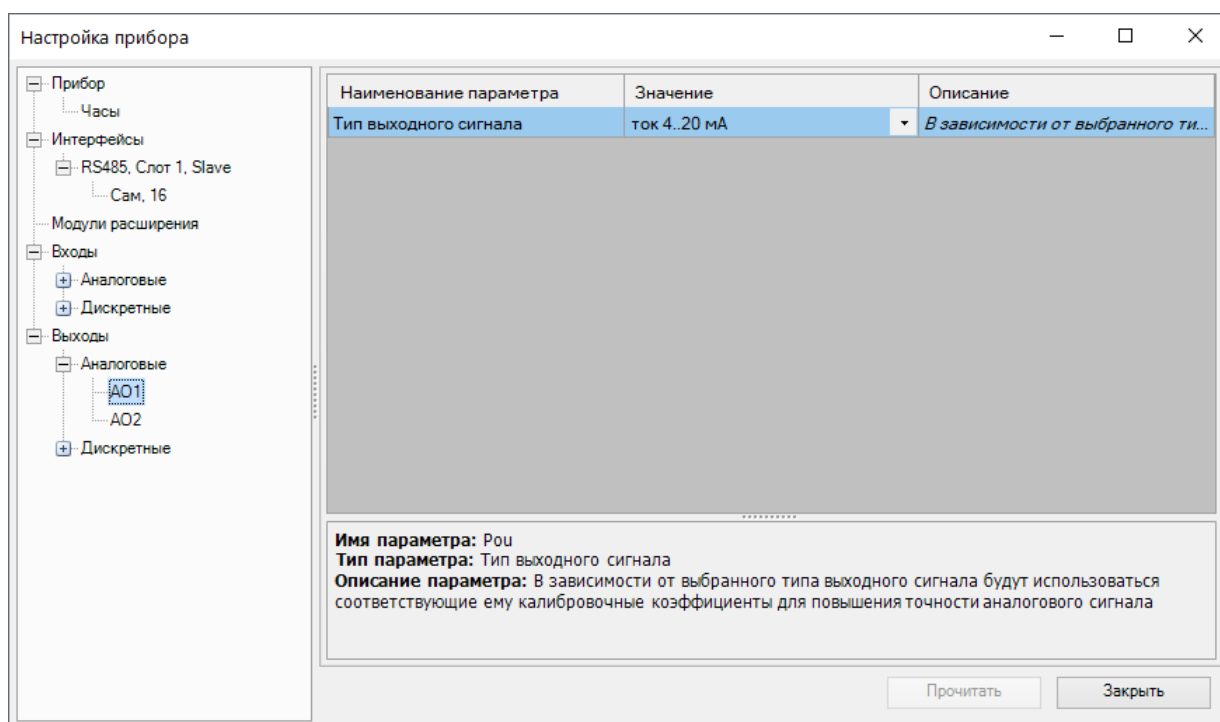 Настройка прибора
Прибор
Часы
Интерфейсы
RS485, Слот 1, Slave
Сам, 16
Модули расширения
Входы
Аналоговые
Дискретные
Выходы
Аналоговые
AO1
AO2
Дискретные
Наименование параметра Значение Описание
Тип выходного сигнала ток 4..20 мА В зависимости от выбранного ти...
Имя параметра: Pou
Тип параметра: Тип выходного сигнала
Описание параметра: В зависимости от выбранного типа выходного сигнала будут использоваться
соответствующие ему калибровочные коэффициенты для повышения точности аналогового сигнала
Прочитать Закрыть